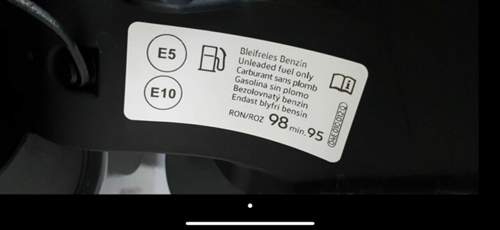 E5
E10
Bleifreies Benzin
Unleaded fuel only
Carburant sans plomb
Gasolina sin plomo
Bezolovnatý benzin
Endast blyfri bensin
RON/ROZ 98 min. 95